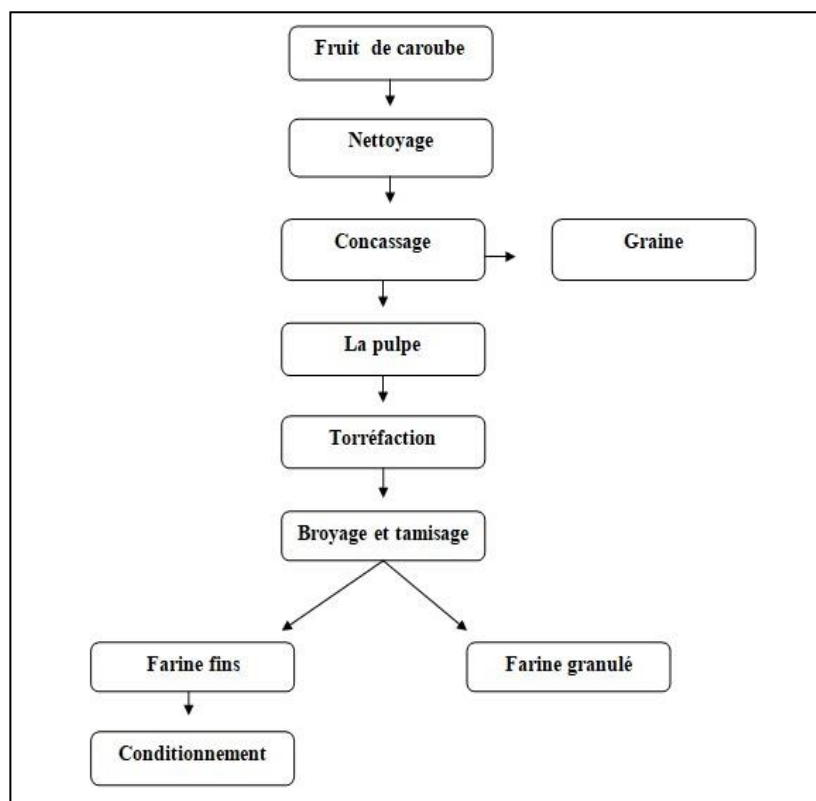 Fruit de caroube
Nettoyage
Concassage
Graine
La pulpe
Torréfaction
Broyage et tamisage
Farine fins
Farine granulé
Conditionnement